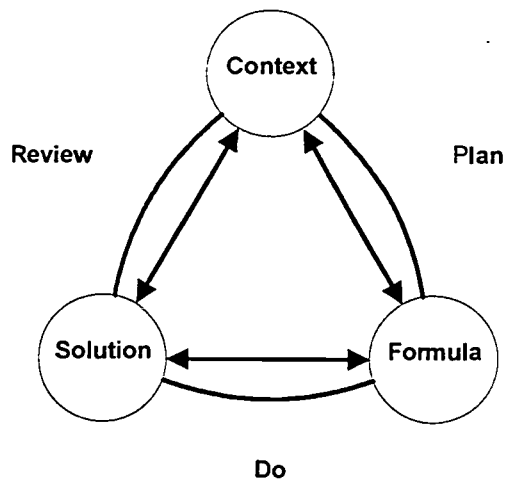 Context
Review
Plan
Solution
Formula
Do